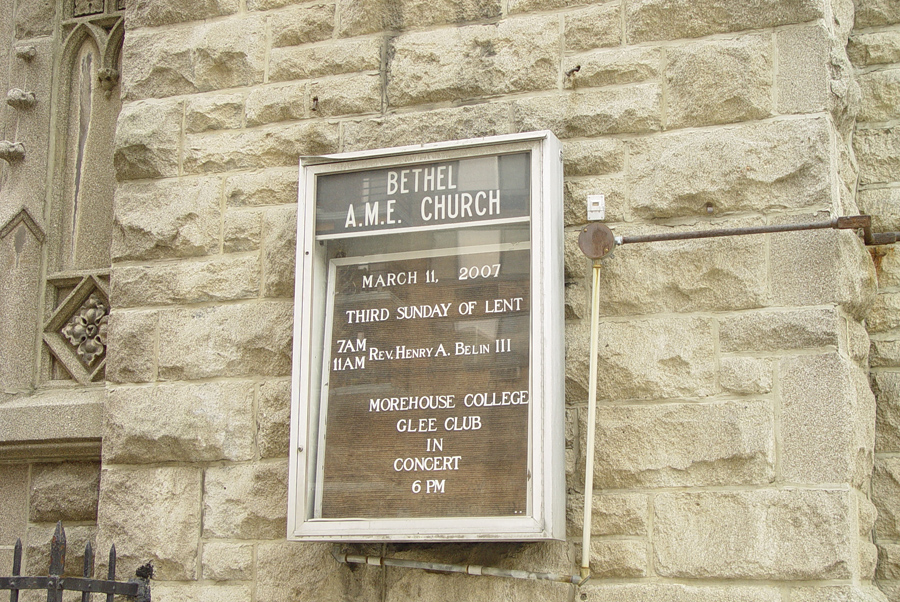 BETHEL
A.M.E. CHURCH
MARCH 11, 2007
THIRD SUNDAY OF LENT
7AM
11AM REV. HENRY A. BELIN III
MOREHOUSE COLLEGE
GLEE CLUB
IN
CONCERT
6 PM